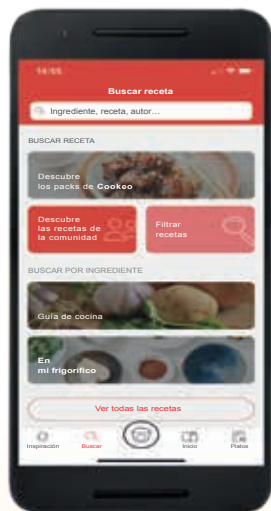 14:55
Buscar receta
Ingrediente, receta, autor...
BUSCAR RECETA
Descubre
los packs de Cookeo
Descubre
las recetas de
la comunidad
Filtrar
recetas
BUSCAR POR INGREDIENTE
Guía de cocina
En
mi frigorífico
Ver todas las recetas
Inspiración
Buscar
Inicio
Platos